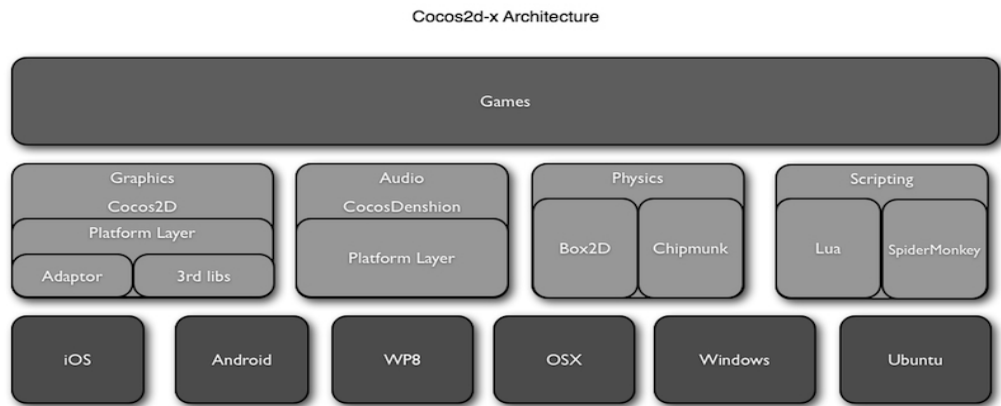 Cocos2d-x Architecture
Games
Graphics
Cocos2D
Platform Layer
Adaptor
3rd libs
Audio
CocosDenshion
Platform Layer
Physics
Box2D
Chipmunk
Scripting
Lua
SpiderMonkey
iOS
Android
WP8
OSX
Windows
Ubuntu